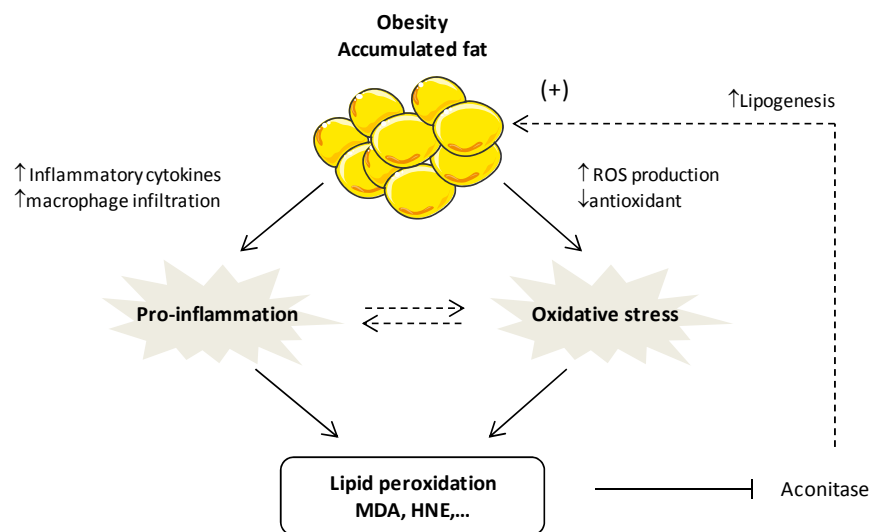 Obesity
Accumulated fat
(+)
↑Lipogenesis
↑ Inflammatory cytokines
↑macrophage infiltration
↑ ROS production
↓antioxidant
Pro-inflammation
Oxidative stress
Lipid peroxidation
MDA, HNE,...
Aconitase